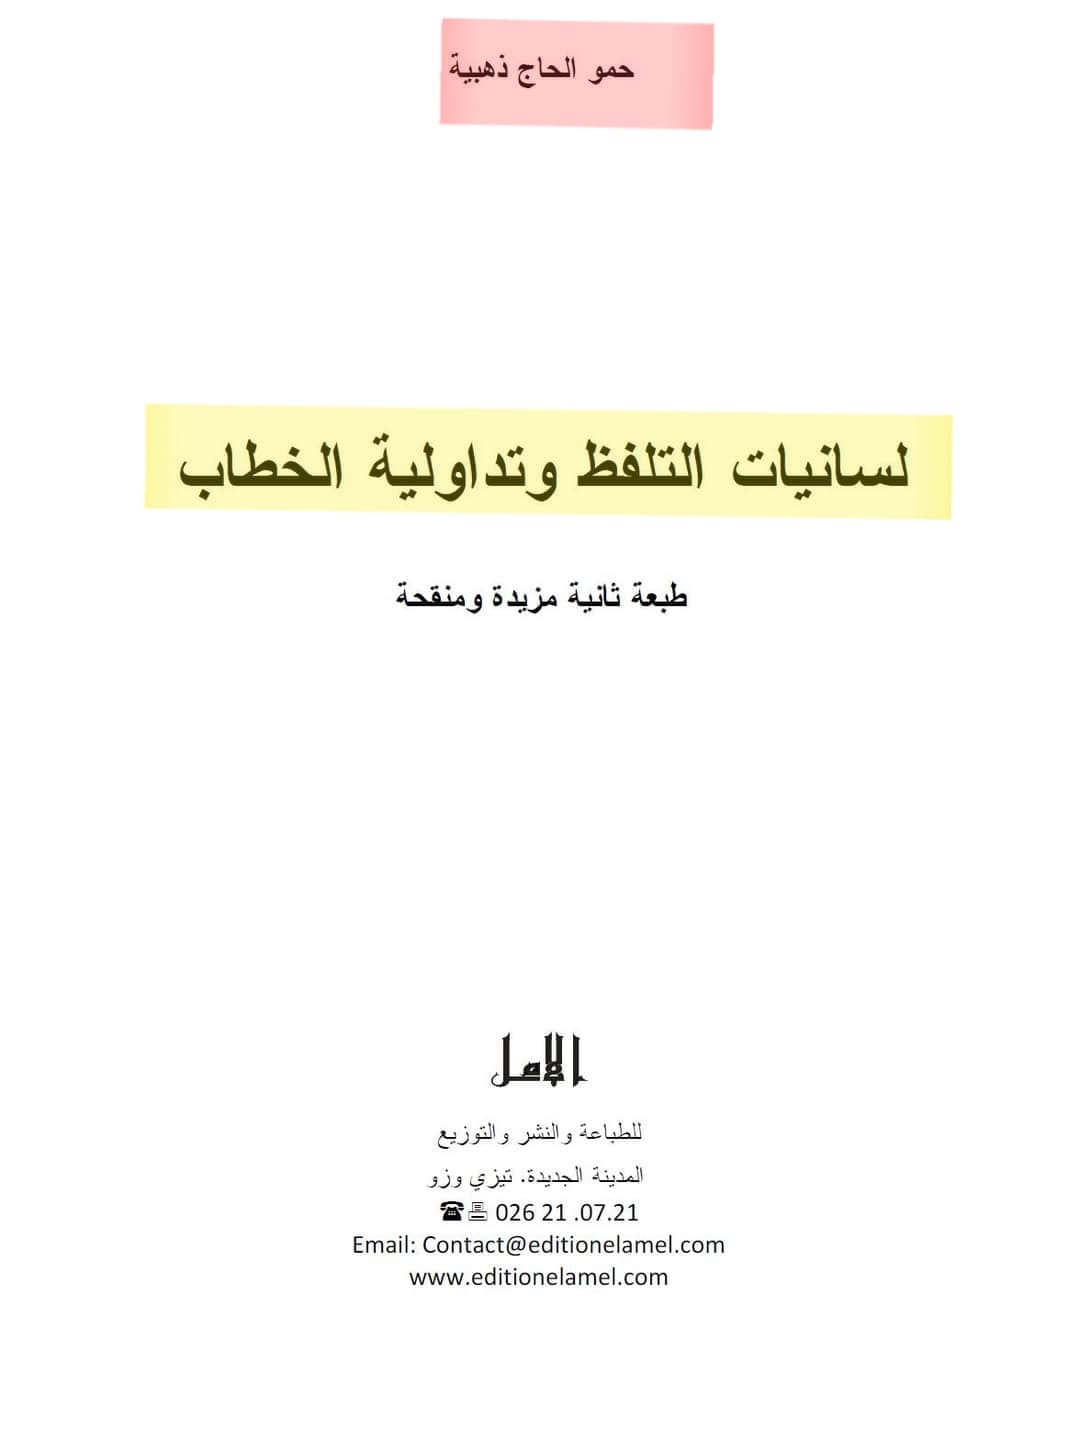 حمو الحاج ذهبية
لسانيات التلفظ وتداولية الخطاب
طبعة ثانية مزيدة ومنقحة
الأمل
للطباعة والنشر والتوزيع
المدينة الجديدة. تيزي وزو
026 21 .07.21
Email: Contact@editionelamel.com
www.editionelamel.com